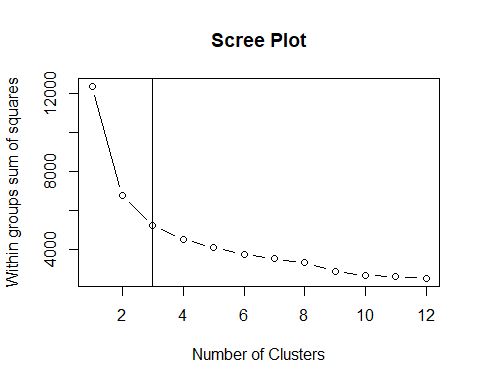 Scree Plot
Within groups sum of squares
12000
8000
4000
2 4 6 8 10 12
Number of Clusters